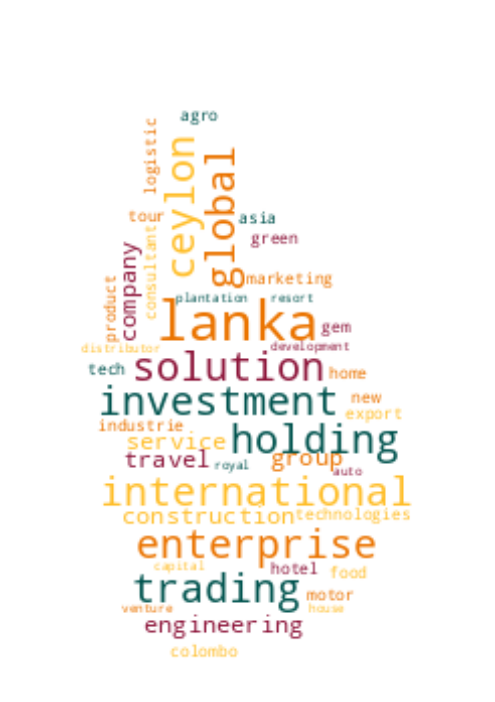 agro
logistic
ceylon
global
tour
asia
consultant
green
company
product
marketing
plantation
resort
lanka
gem
distributor
development
tech
solution
home
investment
new
export
industrie
service
holding
travel
royal
group
auto
international
construction
technologies
enterprise
capital
hotel
food
trading
motor
venture
house
engineering
colombo